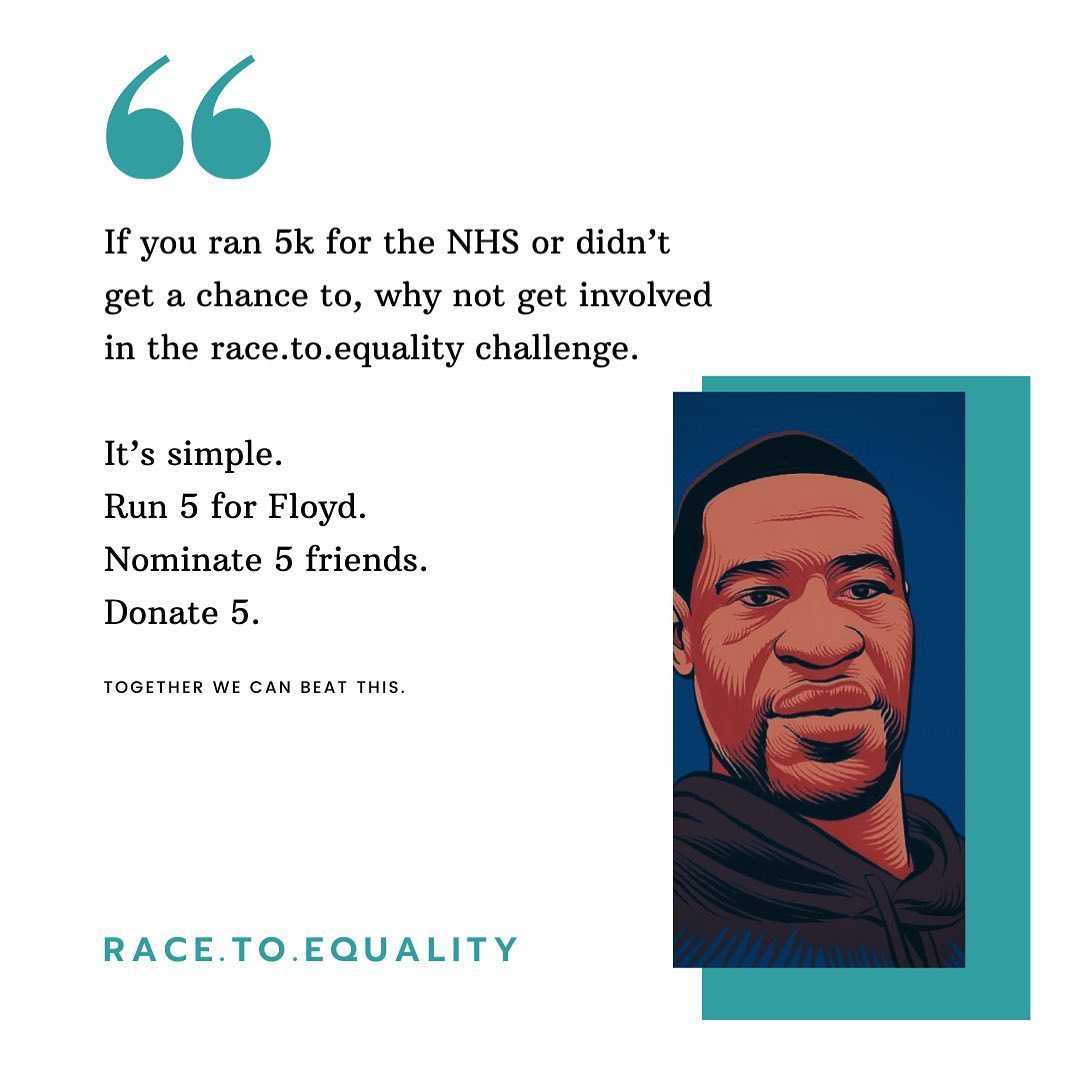 If you ran 5k for the NHS or didn’t
get a chance to, why not get involved
in the race.to.equality challenge.
It’s simple.
Run 5 for Floyd.
Nominate 5 friends.
Donate 5.
TOGETHER WE CAN BEAT THIS.
RACE.TO.EQUALITY